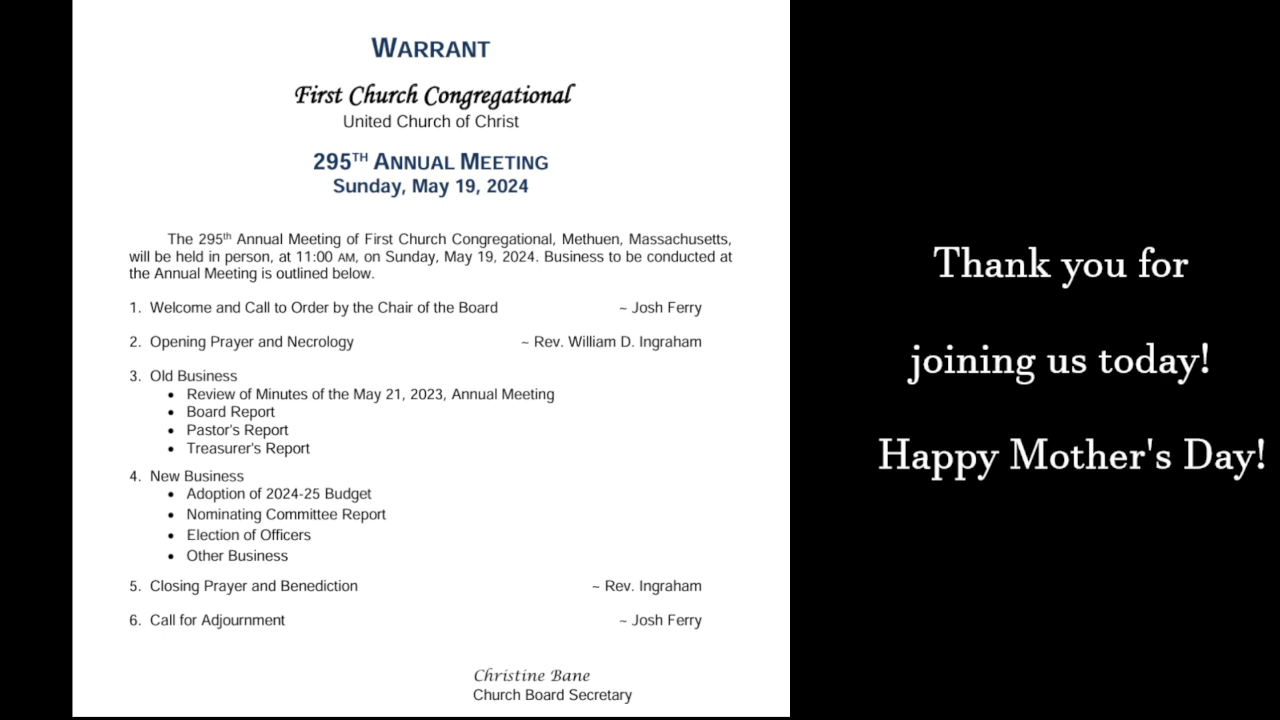 WARRANT
First Church Congregational
United Church of Christ
295TH ANNUAL MEETING
Sunday, May 19, 2024
The 295th Annual Meeting of First Church Congregational, Methuen, Massachusetts,
will be held in person, at 11:00 AM, on Sunday, May 19, 2024. Business to be conducted at
the Annual Meeting is outlined below.
1. Welcome and Call to Order by the Chair of the Board ~ Josh Ferry
2. Opening Prayer and Necrology ~ Rev. William D. Ingraham
3. Old Business
• Review of Minutes of the May 21, 2023, Annual Meeting
• Board Report
• Pastor's Report
• Treasurer's Report
4. New Business
• Adoption of 2024-25 Budget
• Nominating Committee Report
• Election of Officers
• Other Business
5. Closing Prayer and Benediction ~ Rev. Ingraham
6. Call for Adjournment ~ Josh Ferry
Christine Bane
Church Board Secretary
Thank you for
joining us today!
Happy Mother's Day!